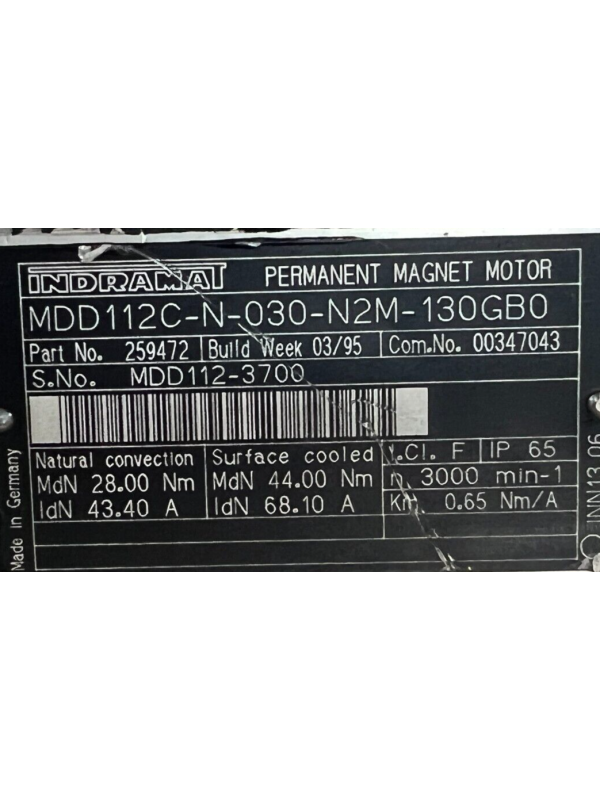 INDRAMAT PERMANENT MAGNET MOTOR
MDD112C-N-030-N2M-130GB0
Part No. 259472 Build Week 03/95 Com.No. 00347043
S.No. MDD112-3700
Natural convection Surface cooled I.Cl. F IP 65
MdN 28.00 Nm MdN 44.00 Nm n 3000 min-1
IdN 43.40 A IdN 68.10 A Km 0.65 Nm/A
Made in Germany
INN13.06